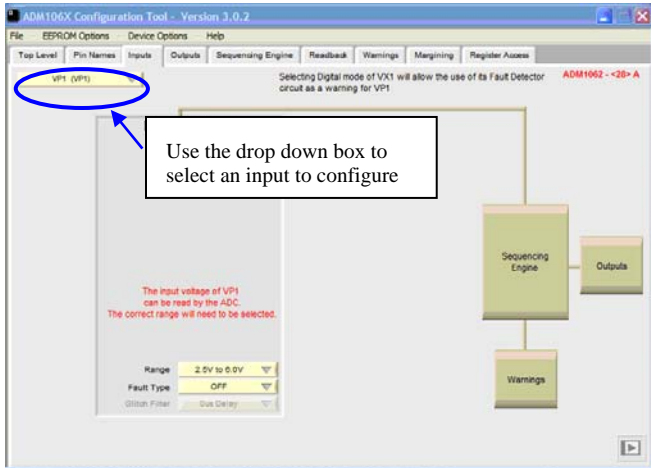 ADM106X Configuration Tool - Version 3.0.2
File EEPROM Options Device Options Help
Top Level Pin Names Inputs Outputs Sequencing Engine Readback Warnings Margining Register Access
VP1 (VP1)
Selecting Digital mode of VX1 will allow the use of its Fault Detector
circuit as a warning for VP1
ADM1062 - <28> A
Use the drop down box to
select an input to configure
The input voltage of VP1
can be read by the ADC.
The correct range will need to be selected.
Sequencing
Engine
Outputs
Range 2.5V to 6.0V
Fault Type OFF
Glitch Filter 0us Delay
Warnings